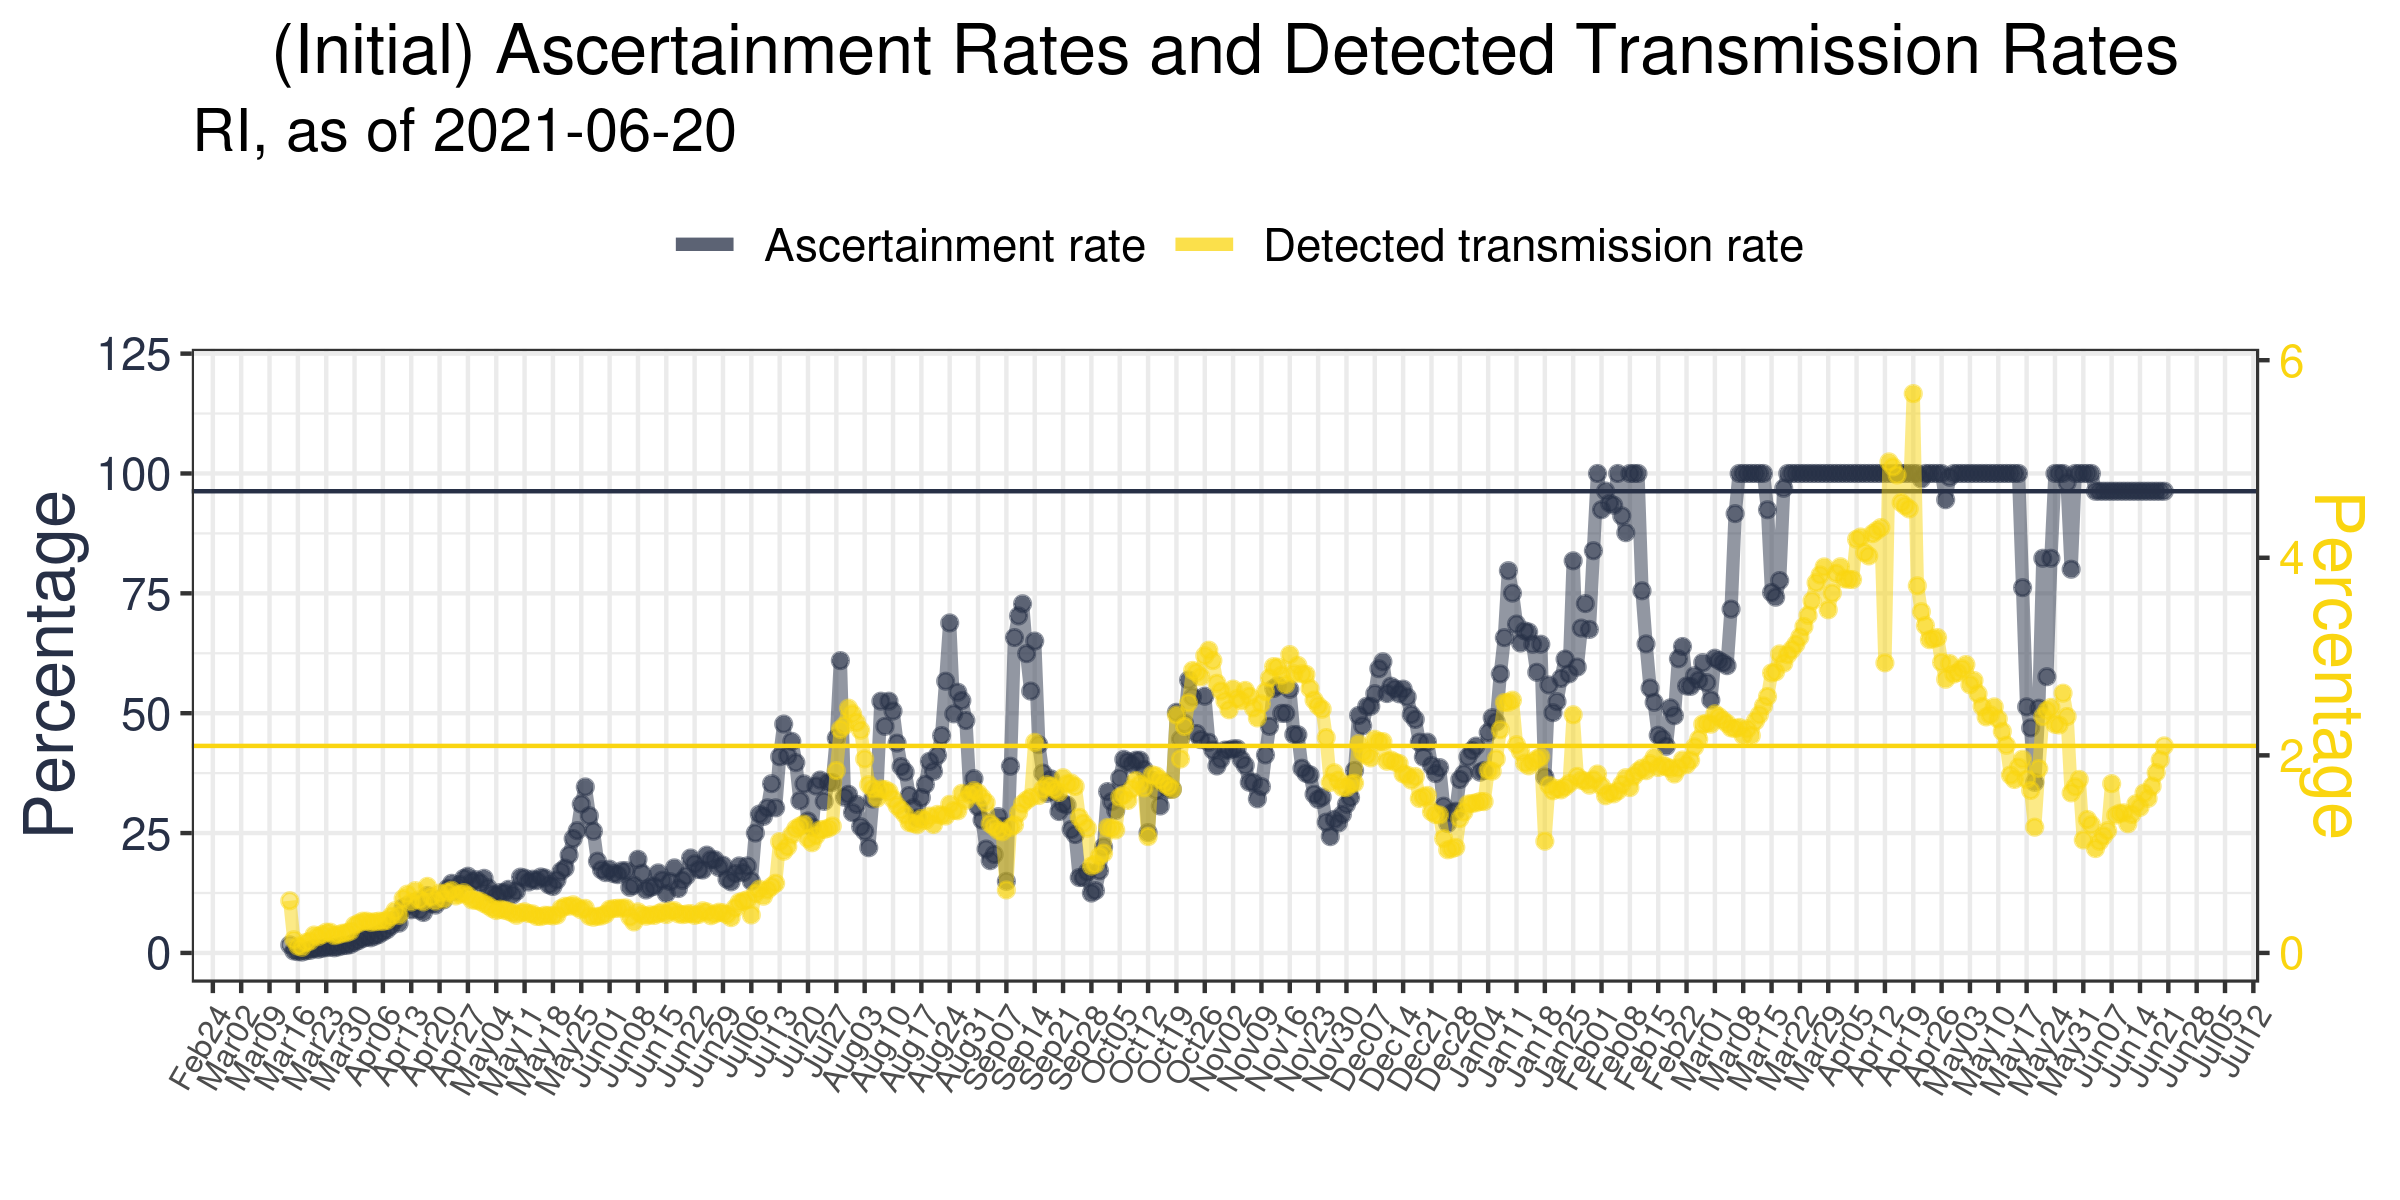 (Initial) Ascertainment Rates and Detected Transmission Rates
RI, as of 2021-06-20
Ascertainment rate
Detected transmission rate
125
100
75
50
25
0
Percentage
6
4
2
0
Percentage
Feb24
Mar02
Mar09
Mar16
Mar23
Mar30
Apr06
Apr13
Apr20
Apr27
May04
May11
May18
May25
Jun01
Jun08
Jun15
Jun22
Jun29
Jul06
Jul13
Jul20
Jul27
Aug03
Aug10
Aug17
Aug24
Aug31
Sep07
Sep14
Sep21
Sep28
Oct05
Oct12
Oct19
Oct26
Nov02
Nov09
Nov16
Nov23
Nov30
Dec07
Dec14
Dec21
Dec28
Jan04
Jan11
Jan18
Jan25
Feb01
Feb08
Feb15
Feb22
Mar01
Mar08
Mar15
Mar22
Mar29
Apr05
Apr12
Apr19
Apr26
May03
May10
May17
May24
May31
Jun07
Jun14
Jun21
Jun28
Jul05
Jul12